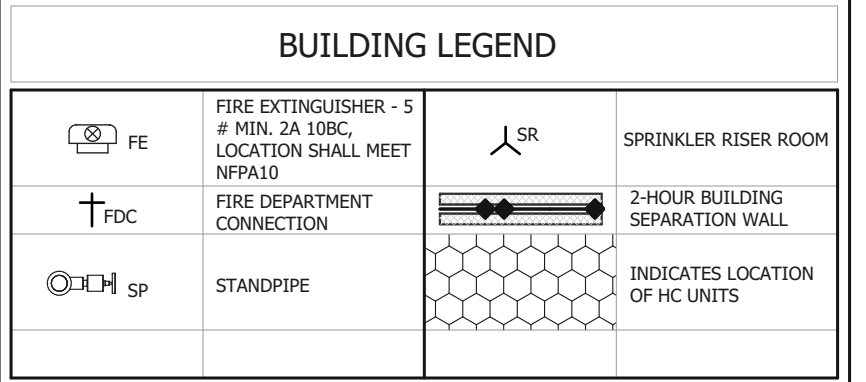 BUILDING LEGEND
FE
FIRE EXTINGUISHER - 5
# MIN. 2A 10BC,
LOCATION SHALL MEET
NFPA10
SR
SPRINKLER RISER ROOM
FDC
FIRE DEPARTMENT
CONNECTION
2-HOUR BUILDING
SEPARATION WALL
SP
STANDPIPE
INDICATES LOCATION
OF HC UNITS